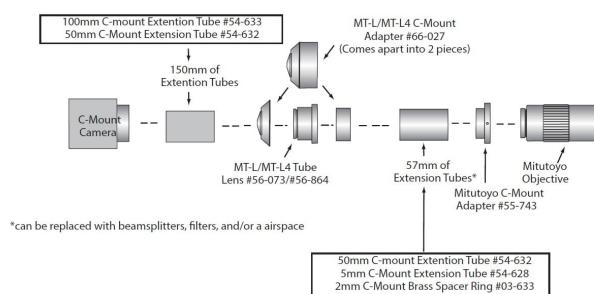 100mm C-mount Extention Tube #54-633
50mm C-mount Extension Tube #54-632
MT-L/MT-L4 C-Mount
Adapter #66-027
(Comes apart into 2 pieces)
150mm of
Extention Tubes
C-Mount
Camera
MT-L/MT-L4 Tube
Lens #56-073/#56-864
57mm of
Extension Tubes*
Mitutoyo
Objective
Mitutoyo C-Mount
Adapter #55-743
*can be replaced with beamsplitters, filters, and/or a airspace
50mm C-mount Extention Tube #54-632
5mm C-Mount Extension Tube #54-628
2mm C-Mount Brass Spacer Ring #03-633